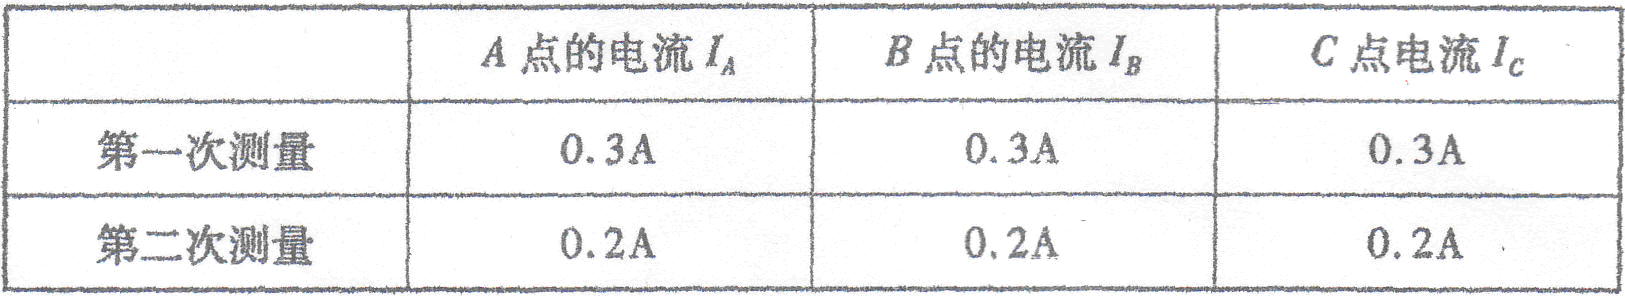 A 点的电流 I_A B 点的电流 I_B C 点电流 I_C
第一次测量 0.3A 0.3A 0.3A
第二次测量 0.2A 0.2A 0.2A